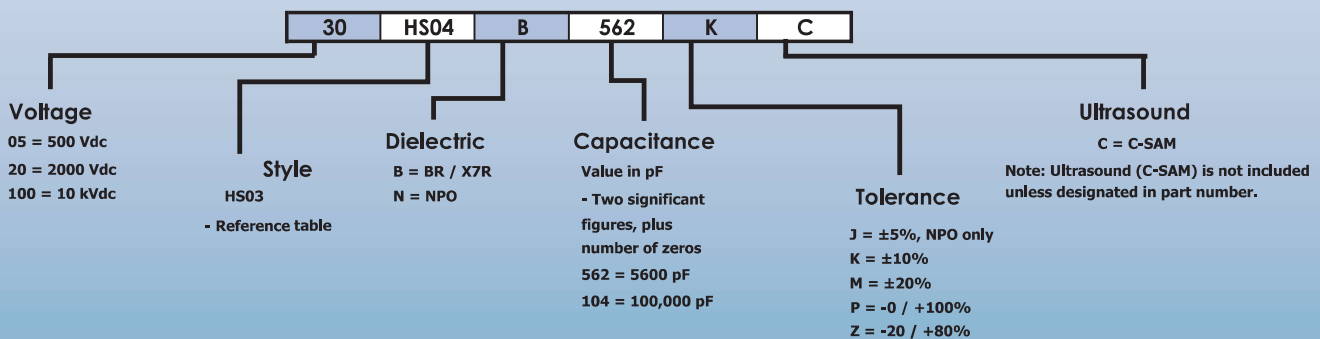 30 HS04 B 562 K C
Voltage
05 = 500 Vdc
20 = 2000 Vdc
100 = 10 kVdc
Style
HS03
- Reference table
Dielectric
B = BR / X7R
N = NPO
Capacitance
Value in pF
- Two significant
figures, plus
number of zeros
562 = 5600 pF
104 = 100,000 pF
Tolerance
J = ±5%, NPO only
K = ±10%
M = ±20%
P = -0 / +100%
Z = -20 / +80%
Ultrasound
C = C-SAM
Note: Ultrasound (C-SAM) is not included
unless designated in part number.